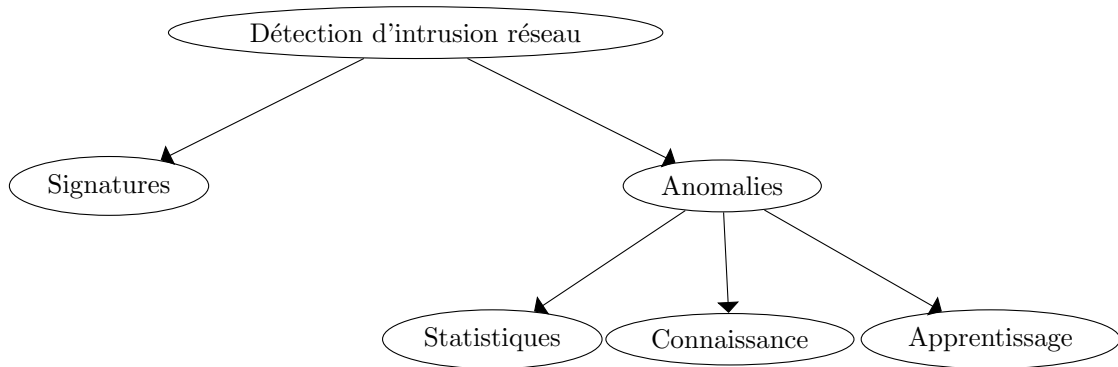 Détection d'intrusion réseau
Signatures
Anomalies
Statistiques
Connaissance
Apprentissage